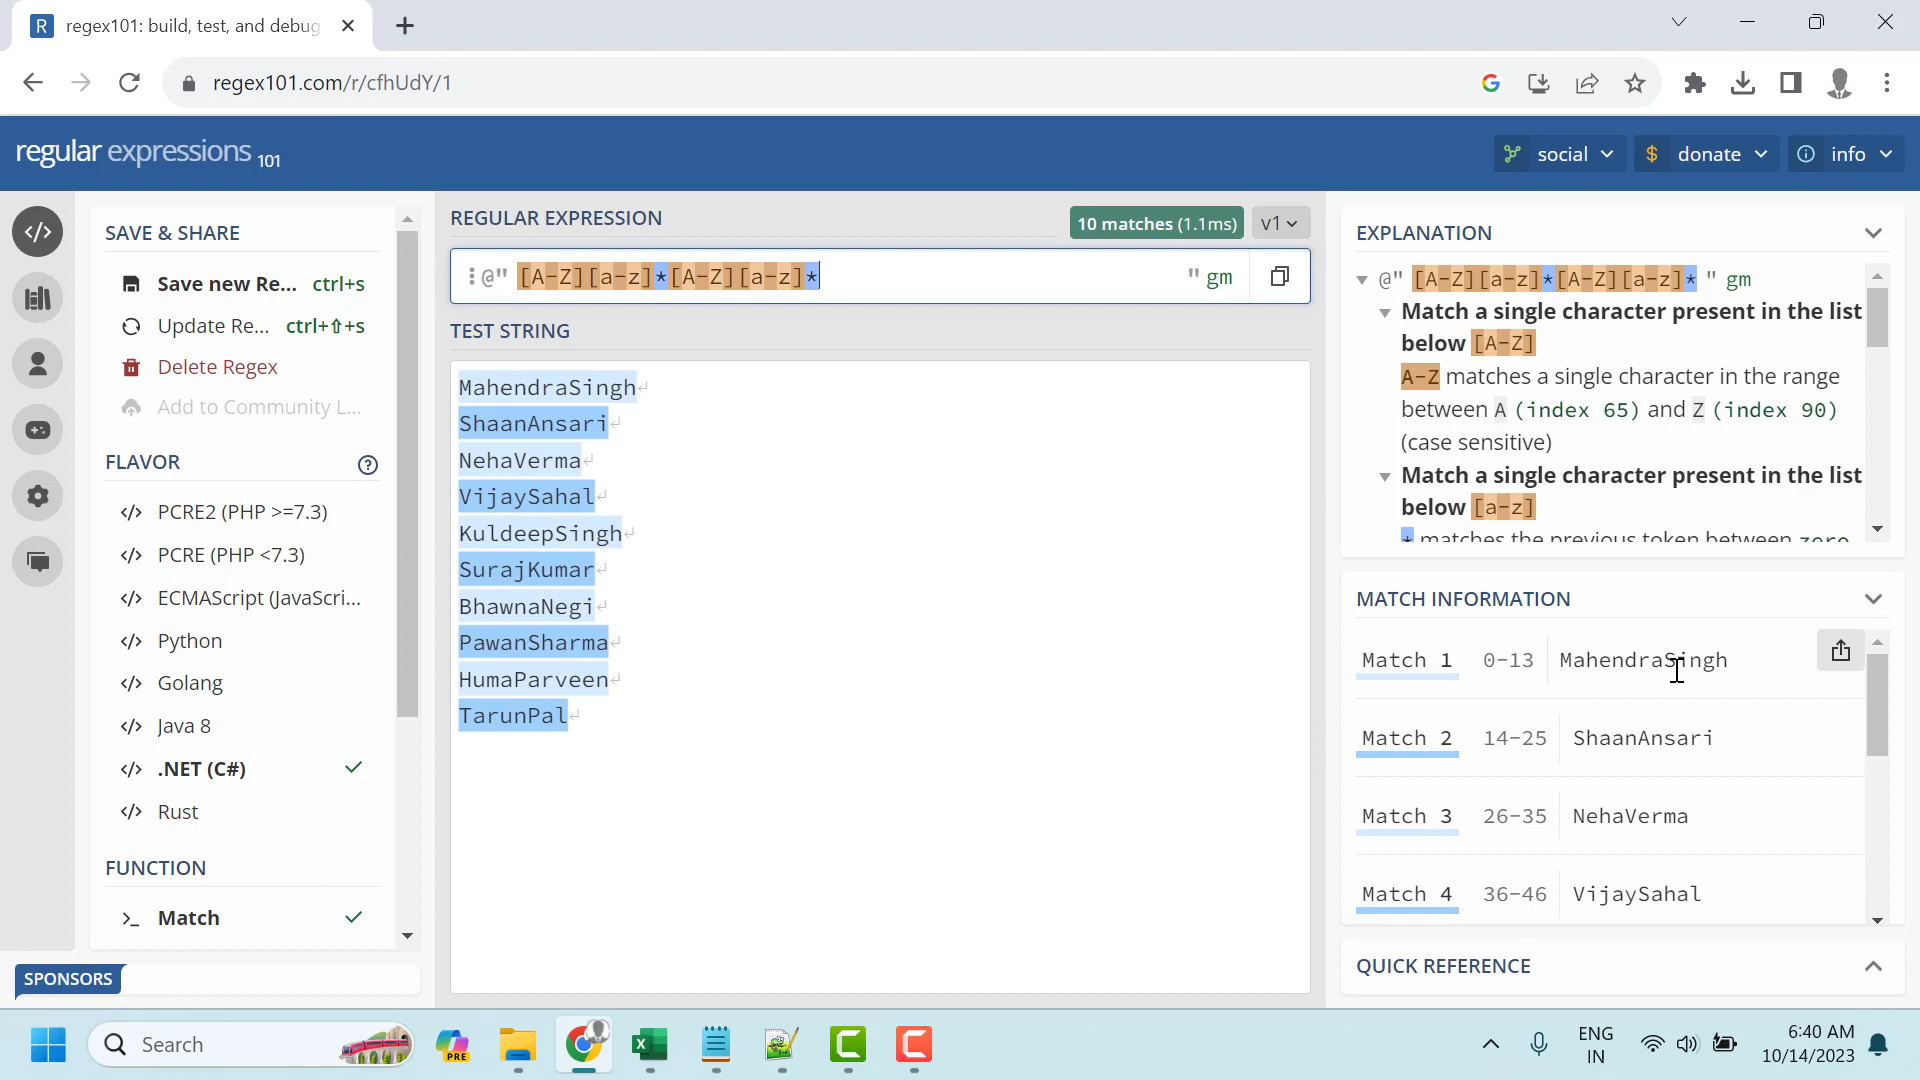 regex101: build, test, and debug
regex101.com/r/cfhUdY/1
regular expressions 101
social
$ donate
info
SAVE & SHARE
Save new Re... ctrl+s
Update Re... ctrl+⇧+s
Delete Regex
Add to Community L...
FLAVOR
PCRE2 (PHP >=7.3)
PCRE (PHP <7.3)
ECMAScript (JavaScri...
Python
Golang
Java 8
.NET (C#)
Rust
FUNCTION
Match
SPONSORS
REGULAR EXPRESSION
10 matches (1.1ms)
v1
@" [A-Z][a-z]*[A-Z][a-z]* " gm
TEST STRING
MahendraSingh
ShaanAnsari
NehaVerma
VijaySahal
KuldeepSingh
SurajKumar
BhawnaNegi
PawanSharma
HumaParveen
TarunPal
EXPLANATION
@" [A-Z][a-z]*[A-Z][a-z]* " gm
Match a single character present in the list
below [A-Z]
A-Z matches a single character in the range
between A (index 65) and Z (index 90)
(case sensitive)
Match a single character present in the list
below [a-z]
* matches the previous token between zero
MATCH INFORMATION
Match 1 0-13 MahendraSingh
Match 2 14-25 ShaanAnsari
Match 3 26-35 NehaVerma
Match 4 36-46 VijaySahal
QUICK REFERENCE
Search
PRE
ENG
IN
6:40 AM
10/14/2023